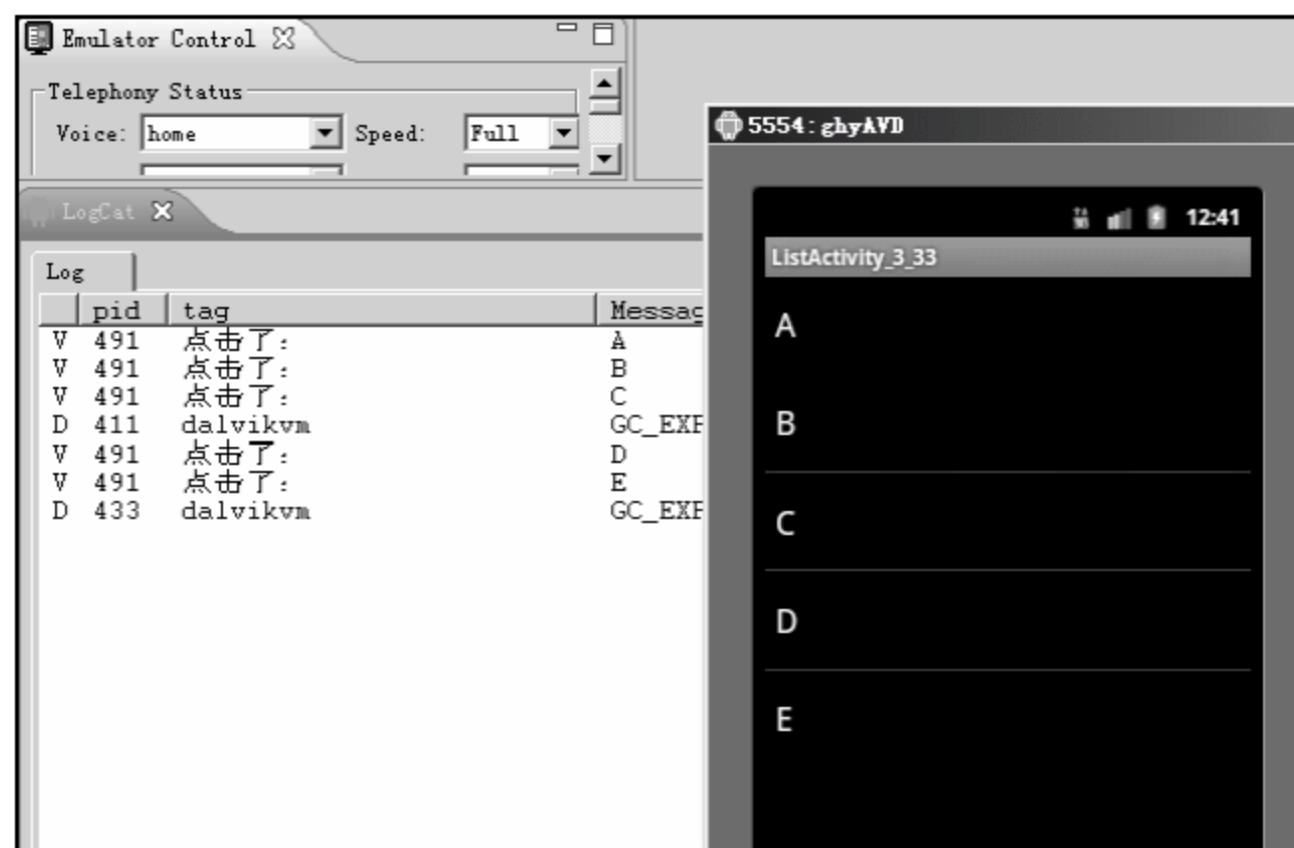 Emulator Control
Telephony Status
Voice: home Speed: Full
LogCat
Log
pid tag Messag
V 491 点击了: A
V 491 点击了: B
V 491 点击了: C
D 411 dalvikvm GC_EXP
V 491 点击了: D
V 491 点击了: E
D 433 dalvikvm GC_EXP
5554:ghyAVD
12:41
ListActivity_3_33
A
B
C
D
E